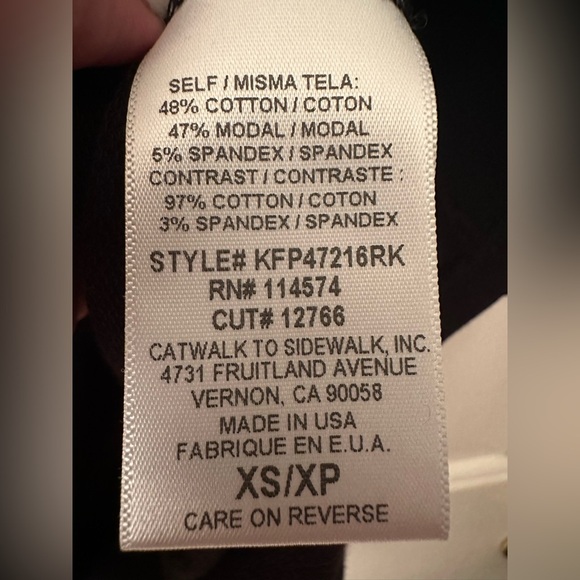 SELF / MISMA TELA:
48% COTTON / COTON
47% MODAL / MODAL
5% SPANDEX / SPANDEX
CONTRAST / CONTRASTE :
97% COTTON / COTON
3% SPANDEX / SPANDEX
STYLE# KFP47216RK
RN# 114574
CUT# 12766
CATWALK TO SIDEWALK, INC.
4731 FRUITLAND AVENUE
VERNON, CA 90058
MADE IN USA
FABRIQUE EN E.U.A.
XS/XP
CARE ON REVERSE